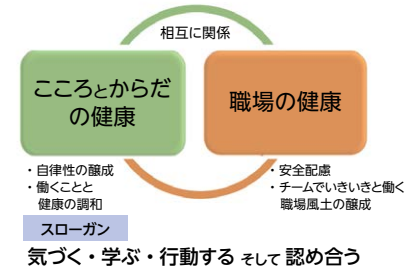 相互に関係
こころとからだ
の健康
職場の健康
・自律性の醸成
・働くことと
健康の調和
・安全配慮
・チームでいきいきと働く
職場風土の醸成
スローガン
気づく・学ぶ・行動する そして 認め合う